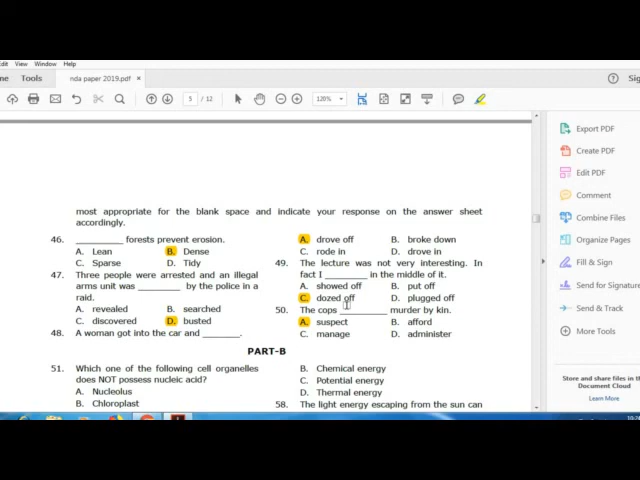 Edit View Window Help
Tools nda paper 2019.pdf ×
5 / 12 120%
most appropriate for the blank space and indicate your response on the answer sheet
accordingly.
46. ________ forests prevent erosion.
A. Lean B. Dense
C. Sparse D. Tidy
47. Three people were arrested and an illegal
arms unit was ________ by the police in a
raid.
A. revealed B. searched
C. discovered D. busted
48. A woman got into the car and _______.
A. drove off B. broke down
C. rode in D. drove in
49. The lecture was not very interesting. In
fact I ________ in the middle of it.
A. showed off B. put off
C. dozed off D. plugged off
50. The cops _________ murder by kin.
A. suspect B. afford
C. manage D. administer
PART-B
51. Which one of the following cell organelles
does NOT possess nucleic acid?
A. Nucleolus
B. Chloroplast
B. Chemical energy
C. Potential energy
D. Thermal energy
58. The light energy escaping from the sun can
Export PDF
Create PDF
Edit PDF
Comment
Combine Files
Organize Pages
Fill & Sign
Send for Signature
Send & Track
More Tools
Store and share files in the
Document Cloud
Learn More